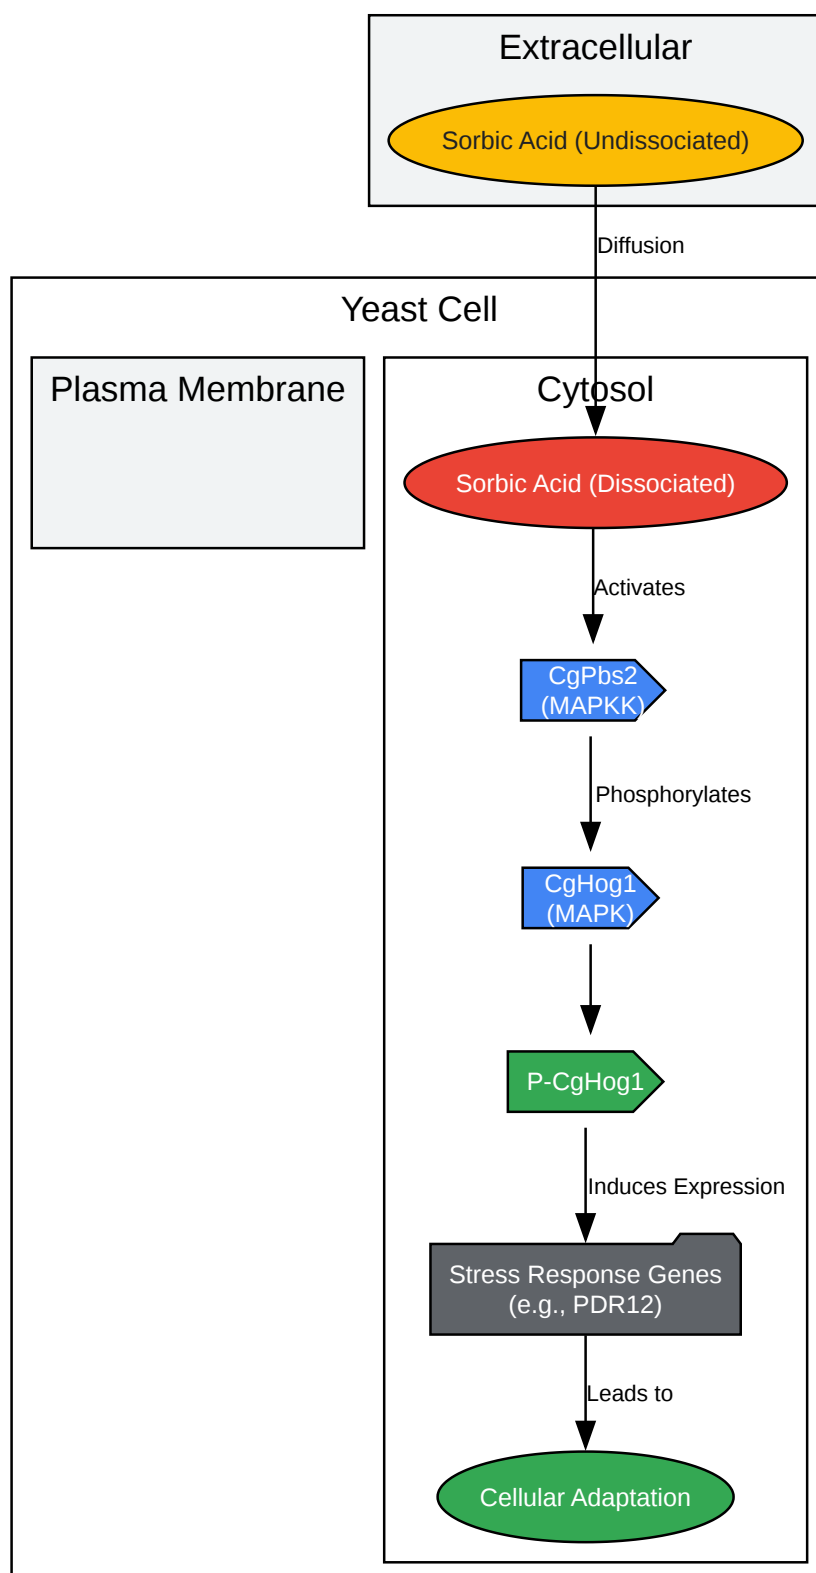 Extracellular
Sorbic Acid (Undissociated)
Diffusion
Yeast Cell
Plasma Membrane
Cytosol
Sorbic Acid (Dissociated)
Activates
CgPbs2
(MAPKK)
Phosphorylates
CgHog1
(MAPK)
P-CgHog1
Induces Expression
Stress Response Genes
(e.g., PDR12)
Leads to
Cellular Adaptation